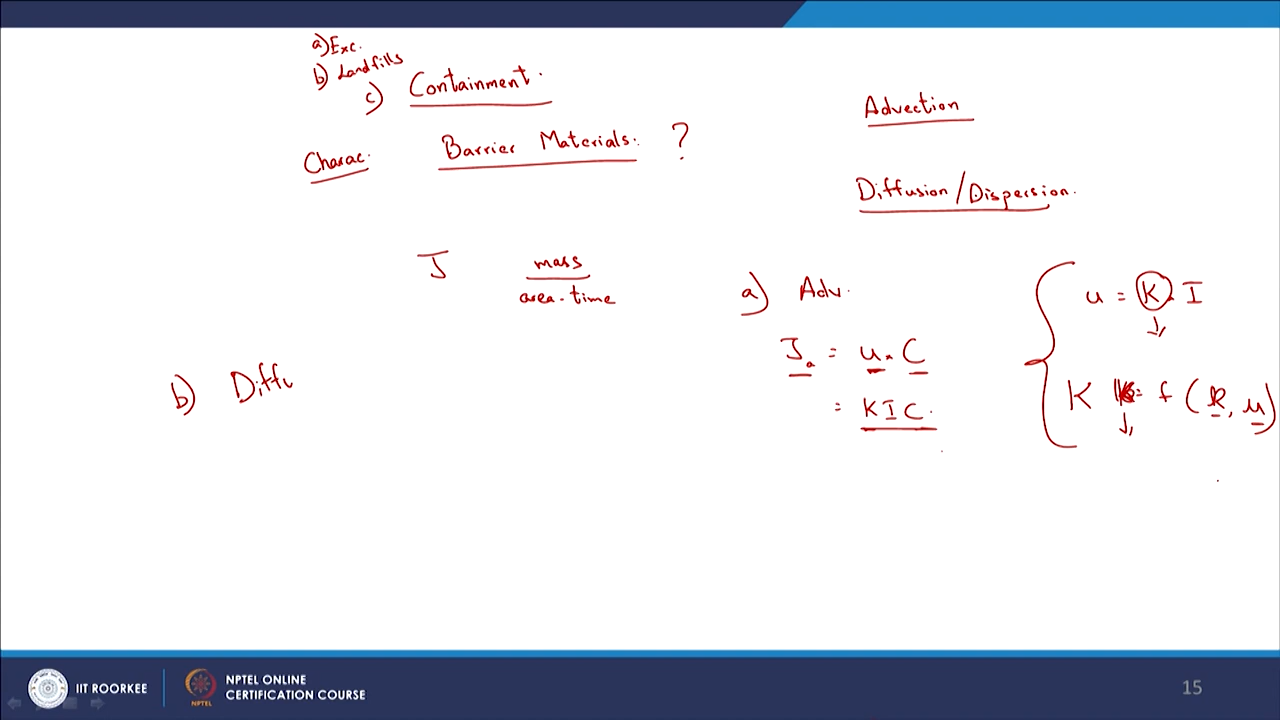 a) Exc.
b) Landfills
c) Containment.
Charac. Barrier Materials. ?
Advection
Diffusion/Dispersion.
J mass
area.time
a) Adv.
Ja = u. C
= KIC.
u = K. I
K = f (k, μ)
b) Diffu
IIT ROORKEE
NPTEL ONLINE
CERTIFICATION COURSE
15